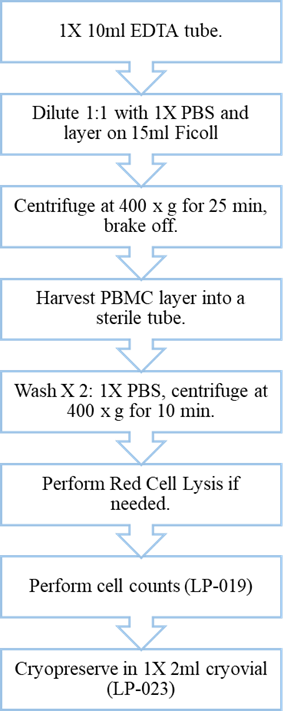 1X 10ml EDTA tube.
Dilute 1:1 with 1X PBS and
layer on 15ml Ficoll
Centrifuge at 400 x g for 25 min,
brake off.
Harvest PBMC layer into a
sterile tube.
Wash X 2: 1X PBS, centrifuge at
400 x g for 10 min.
Perform Red Cell Lysis if
needed.
Perform cell counts (LP-019)
Cryopreserve in 1X 2ml cryovial
(LP-023)